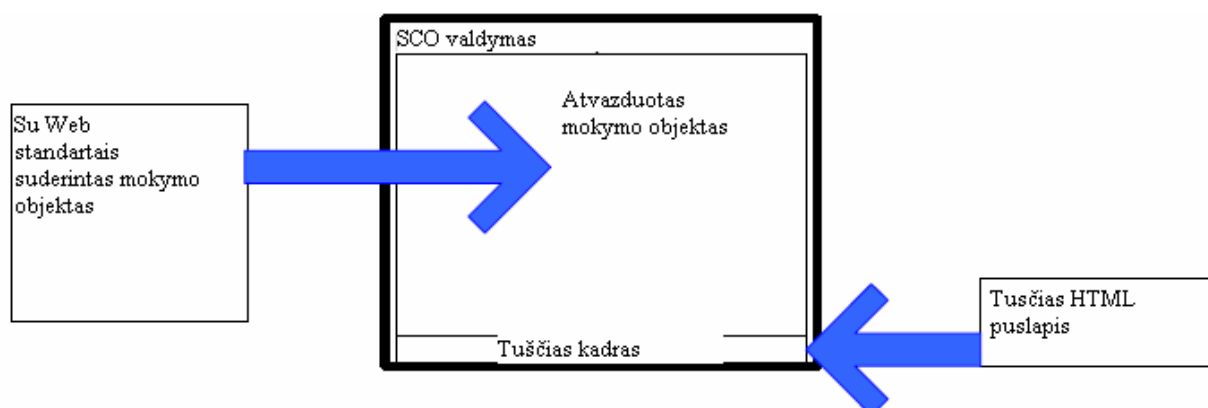 SCO valdymas
Atvazduotas
mokymo objektas
Su Web
standartais
suderintas mokymo
objektas
Tusčias HTML
puslapis
Tuščias kadras